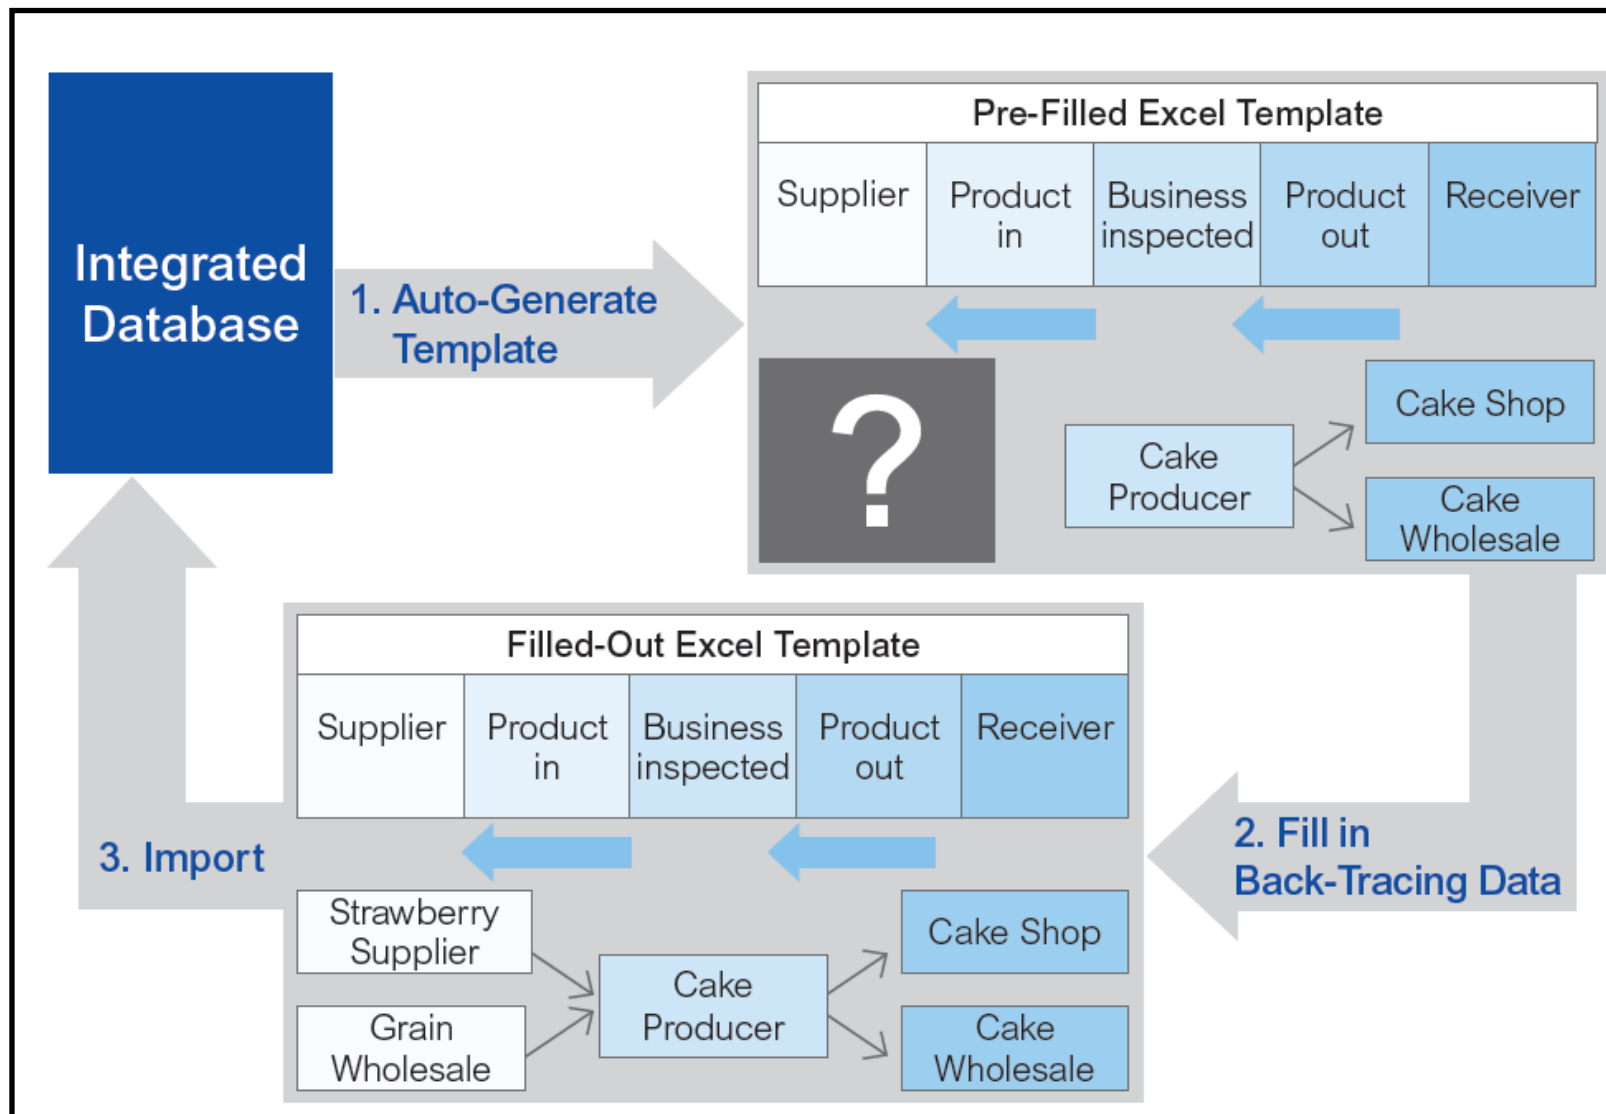 Integrated
Database
1. Auto-Generate
Template
Pre-Filled Excel Template
Supplier
Product
in
Business
inspected
Product
out
Receiver
?
Cake
Producer
Cake Shop
Cake
Wholesale
2. Fill in
Back-Tracing Data
Filled-Out Excel Template
Supplier
Product
in
Business
inspected
Product
out
Receiver
Strawberry
Supplier
Grain
Wholesale
Cake
Producer
Cake Shop
Cake
Wholesale
3. Import